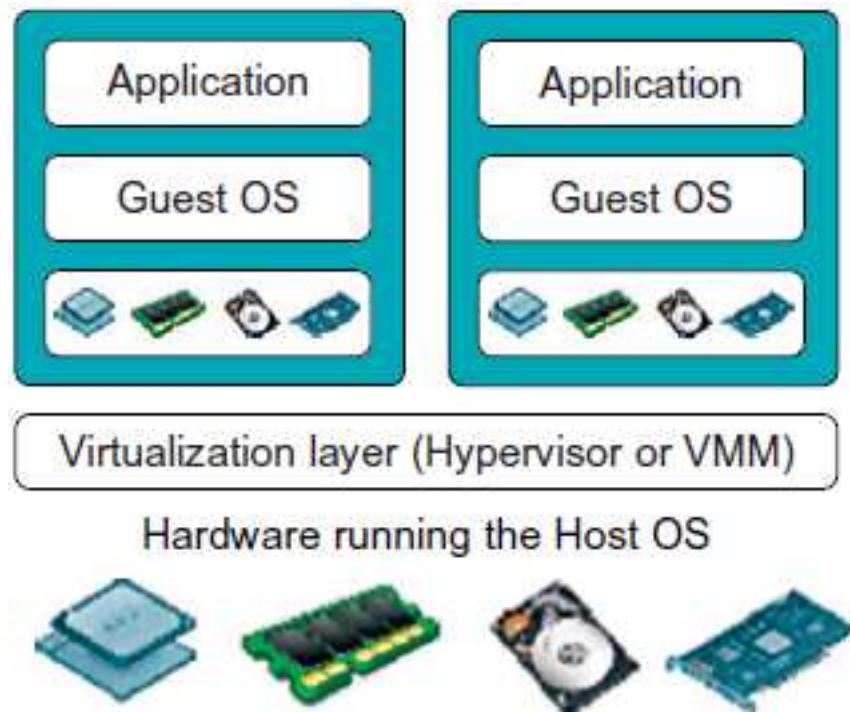 Application
Application
Guest OS
Guest OS
Virtualization layer (Hypervisor or VMM)
Hardware running the Host OS